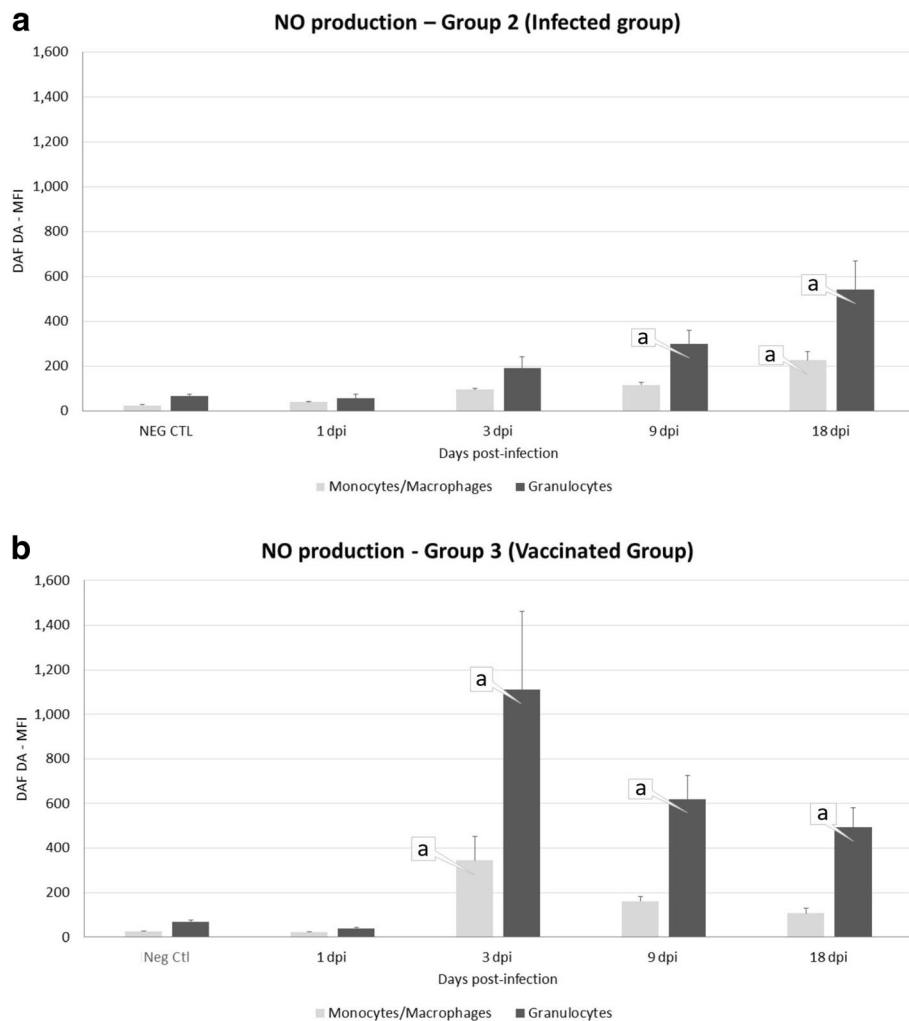 a
NO production – Group 2 (Infected group)
1,600
1,400
1,200
1,000
800
600
400
200
0
DAF DA - MFI
a
a
a
NEG CTL 1 dpi 3 dpi 9 dpi 18 dpi
Days post-infection
Monocytes/Macrophages Granulocytes
b
NO production - Group 3 (Vaccinated Group)
1,600
1,400
1,200
1,000
800
600
400
200
0
DAF DA - MFI
a
a
a
a
Neg Ctl 1 dpi 3 dpi 9 dpi 18 dpi
Days post-infection
Monocytes/Macrophages Granulocytes